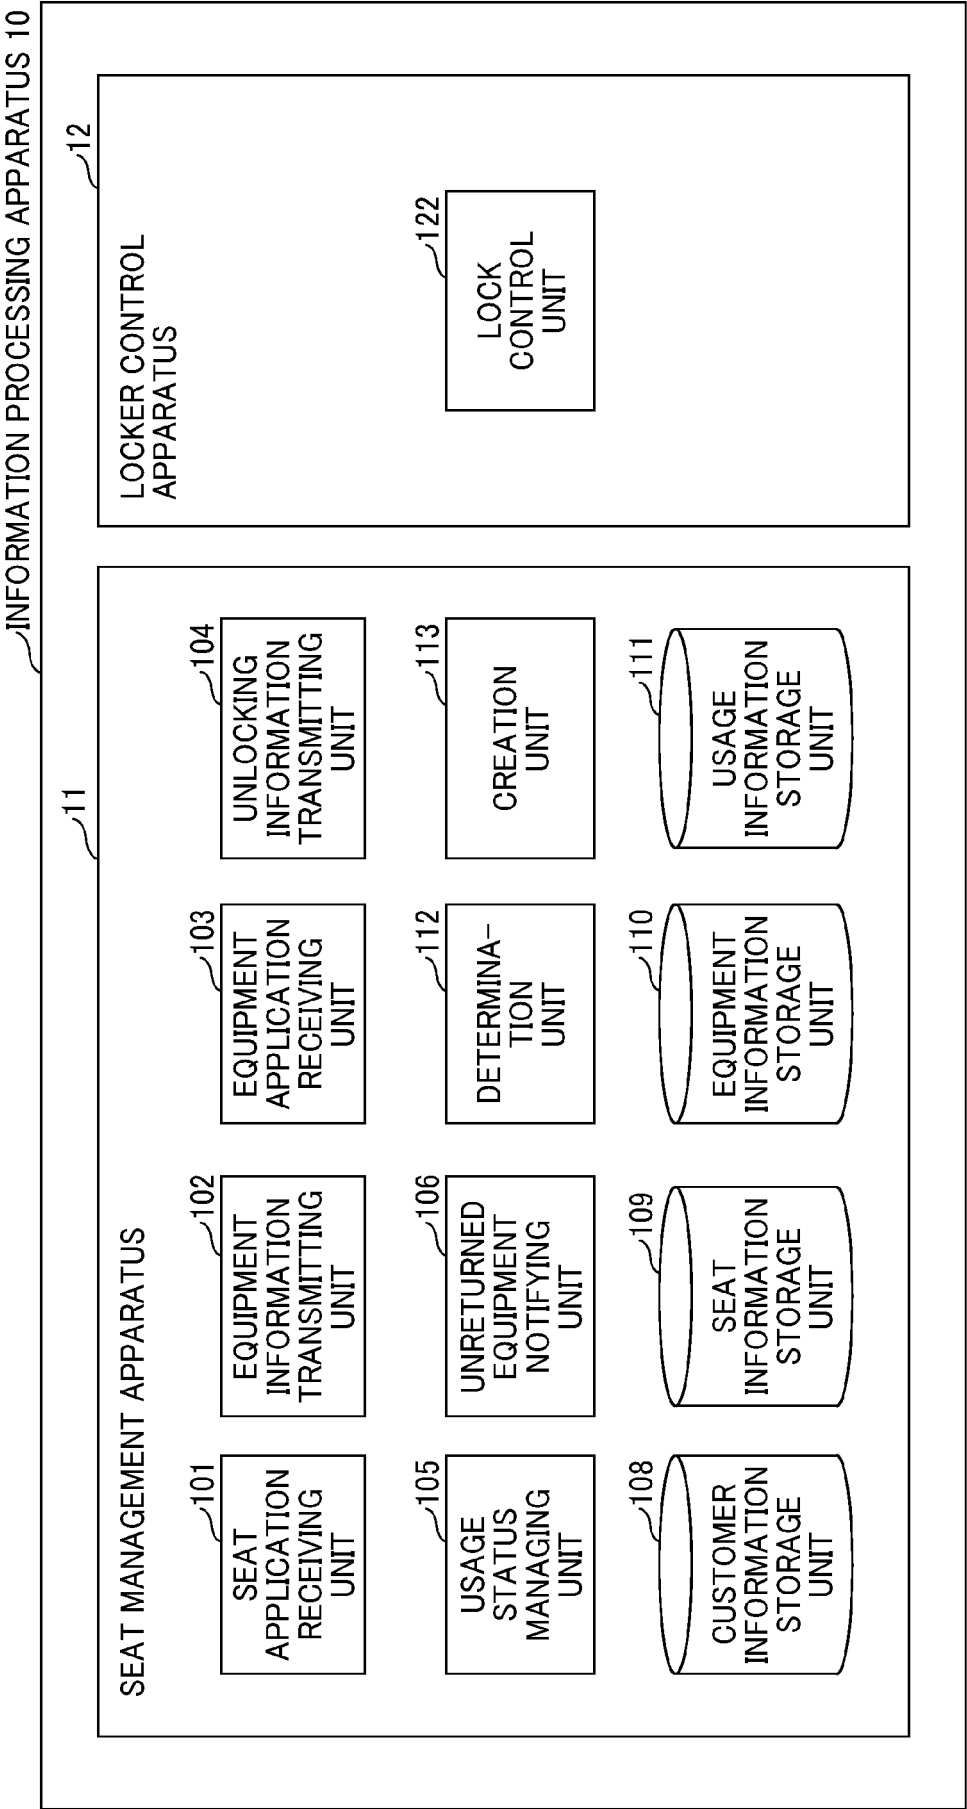 INFORMATION PROCESSING APPARATUS 10
11
SEAT MANAGEMENT APPARATUS
101
SEAT
APPLICATION
RECEIVING
UNIT
102
EQUIPMENT
INFORMATION
TRANSMITTING
UNIT
103
EQUIPMENT
APPLICATION
RECEIVING
UNIT
104
UNLOCKING
INFORMATION
TRANSMITTING
UNIT
105
USAGE
STATUS
MANAGING
UNIT
106
UNRETURNED
EQUIPMENT
NOTIFYING
UNIT
112
DETERMINA-
TION
UNIT
113
CREATION
UNIT
108
CUSTOMER
INFORMATION
STORAGE
UNIT
109
SEAT
INFORMATION
STORAGE
UNIT
110
EQUIPMENT
INFORMATION
STORAGE
UNIT
111
USAGE
INFORMATION
STORAGE
UNIT
12
LOCKER CONTROL
APPARATUS
122
LOCK
CONTROL
UNIT